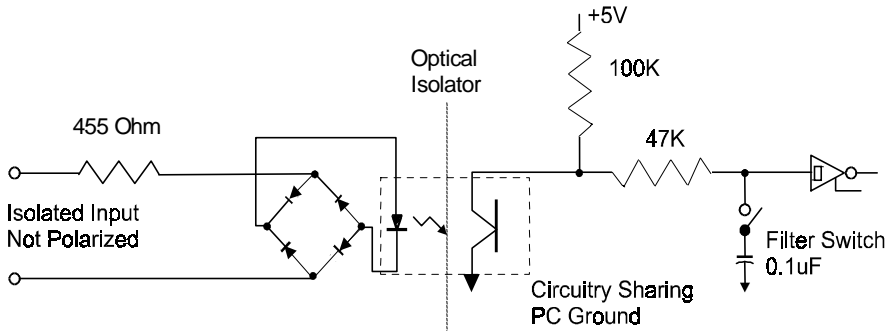 +5V
Optical
Isolator
100K
455 Ohm
47K
Isolated Input
Not Polarized
Filter Switch
0.1uF
Circuitry Sharing
PC Ground